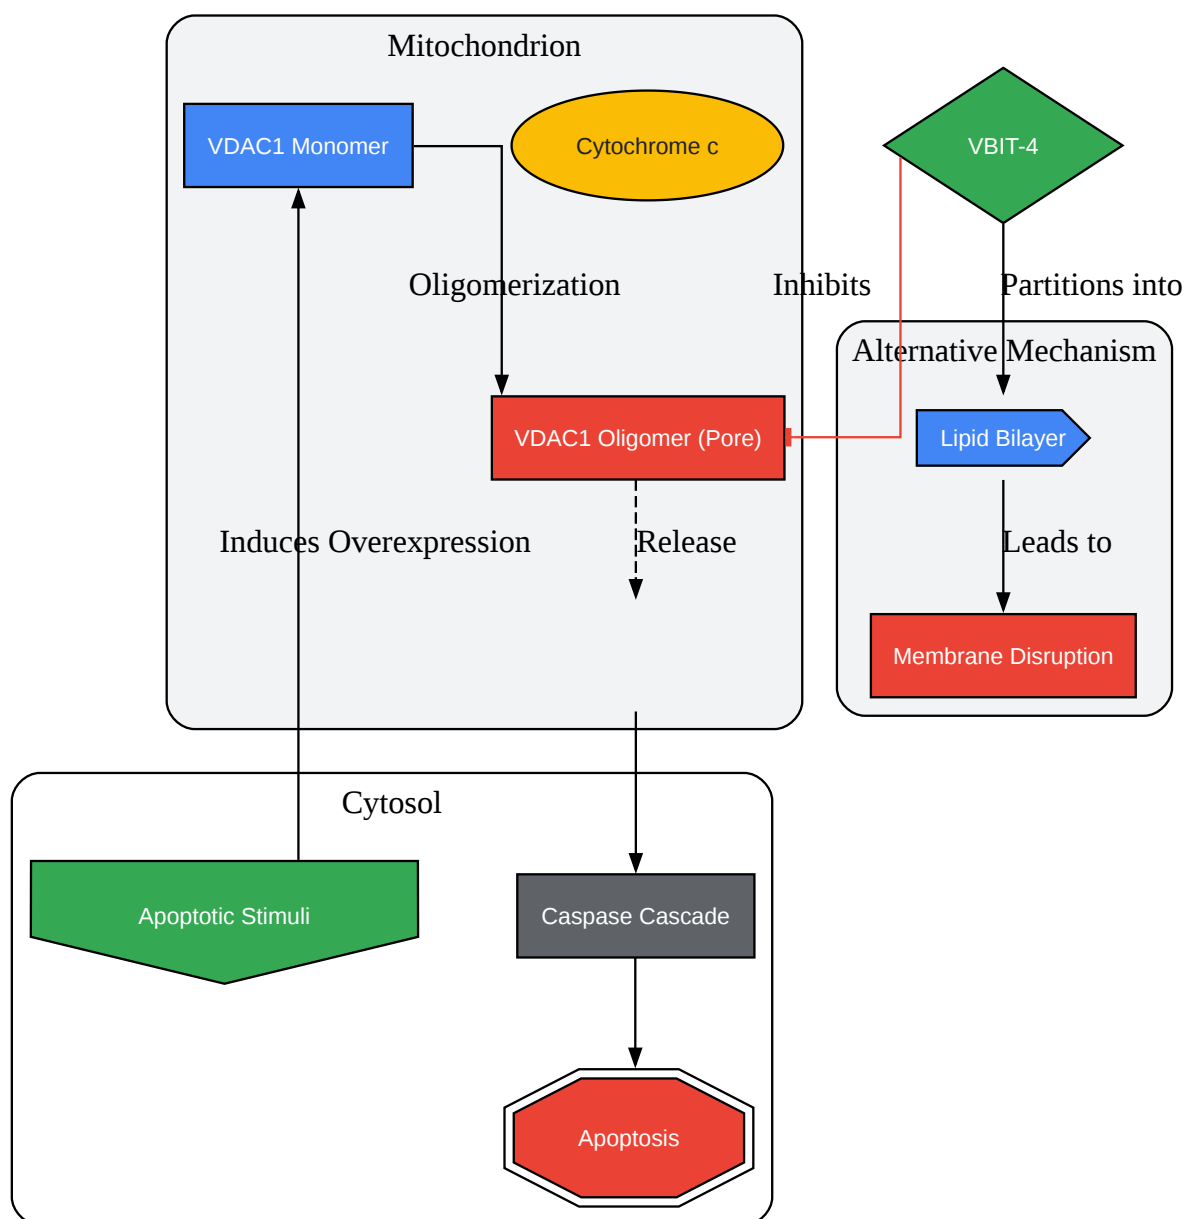 Mitochondrion
VDAC1 Monomer
Cytochrome c
VBIT-4
Oligomerization
Inhibits
Partitions into
Alternative Mechanism
VDAC1 Oligomer (Pore)
Lipid Bilayer
Induces Overexpression
Release
Leads to
Membrane Disruption
Cytosol
Apoptotic Stimuli
Caspase Cascade
Apoptosis